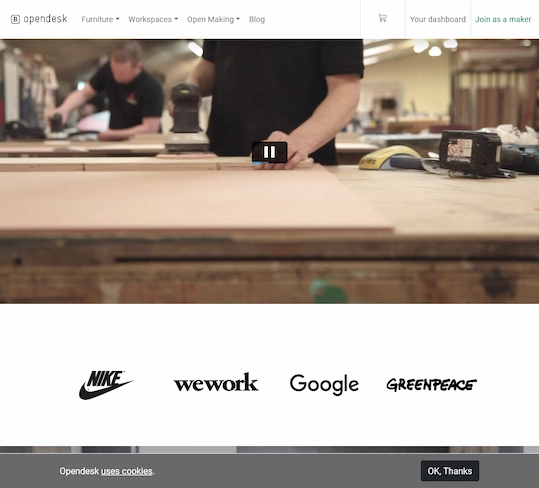 opendesk Furniture Workspaces Open Making Blog Your dashboard Join as a maker
NIKE wework Google GREENPEACE
Opendesk uses cookies. OK, Thanks